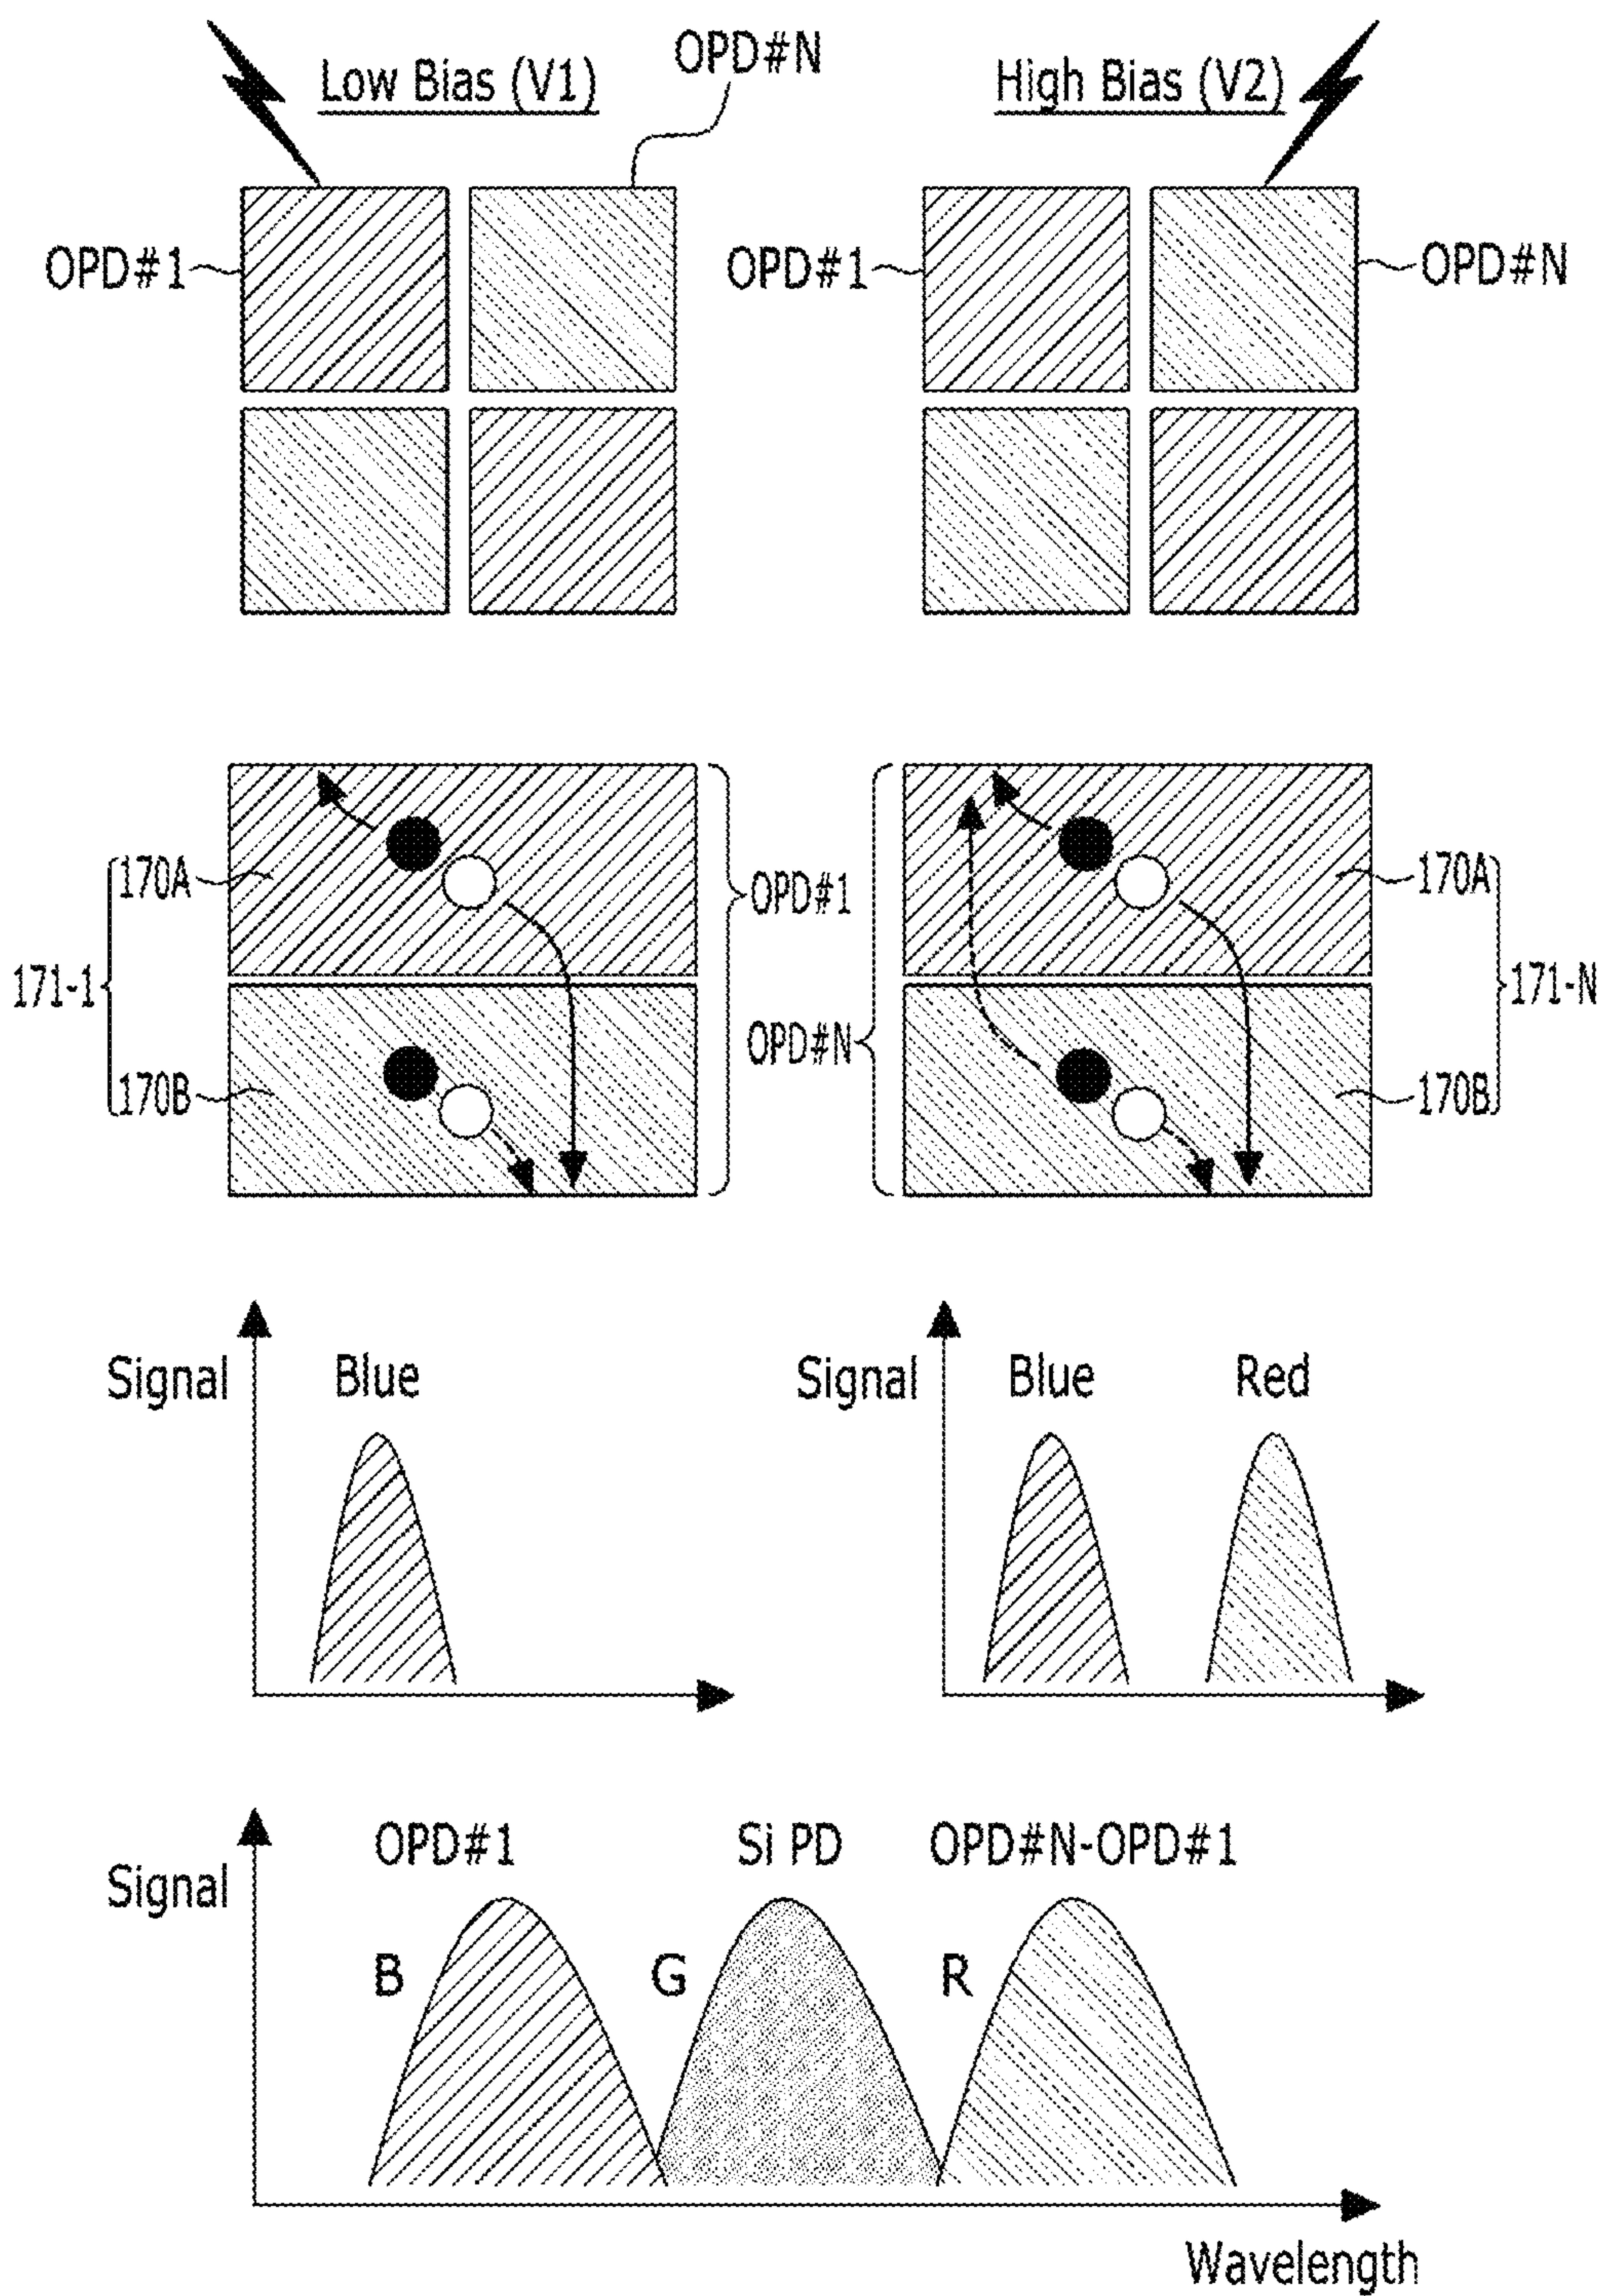 Low Bias (V1)
OPD#N
High Bias (V2)
OPD#1
OPD#1
OPD#N
170A
171-1
170B
OPD#1
OPD#N
170A
171-N
170B
Signal
Blue
Signal
Blue
Red
Signal
OPD#1
Si PD
OPD#N-OPD#1
B
G
R
Wavelength